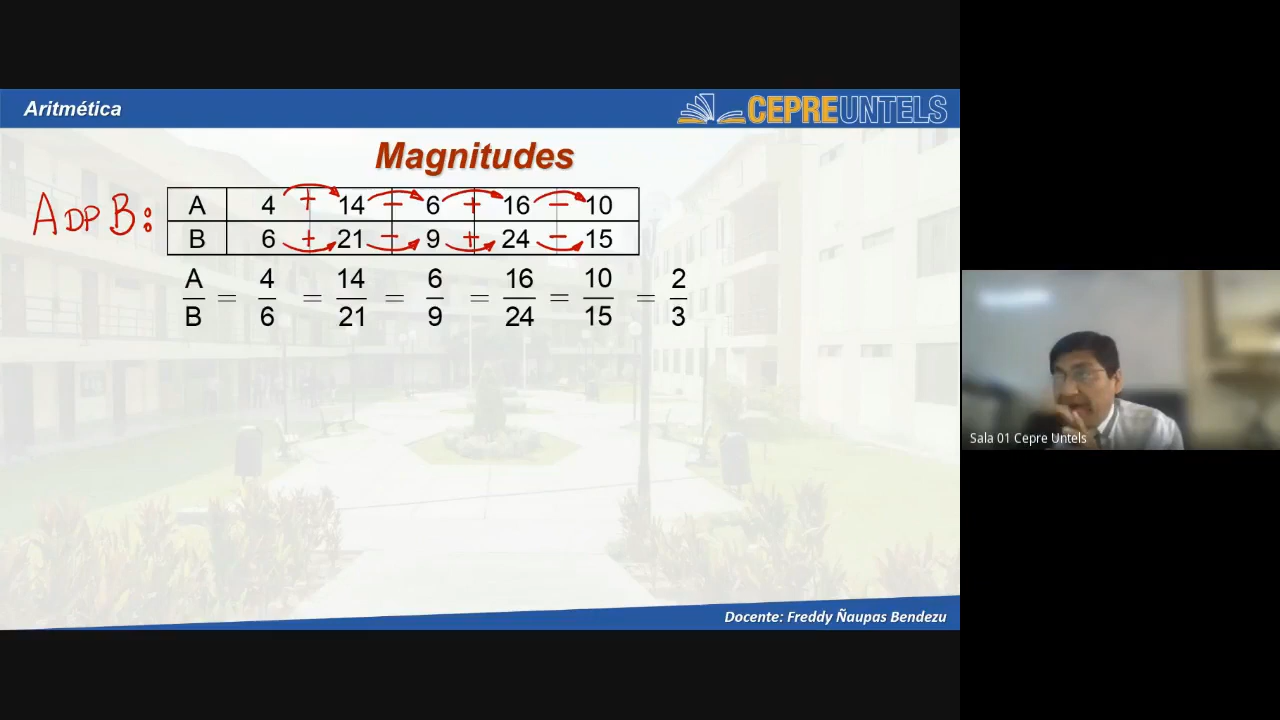 Aritmética
CEPREUNTELS
Magnitudes
A DP B:
A 4 + 14 − 6 + 16 − 10
B 6 + 21 − 9 + 24 − 15
A/B = 4/6 = 14/21 = 6/9 = 16/24 = 10/15 = 2/3
Sala 01 Cepre Untels
Docente: Freddy Ñaupas Bendezu